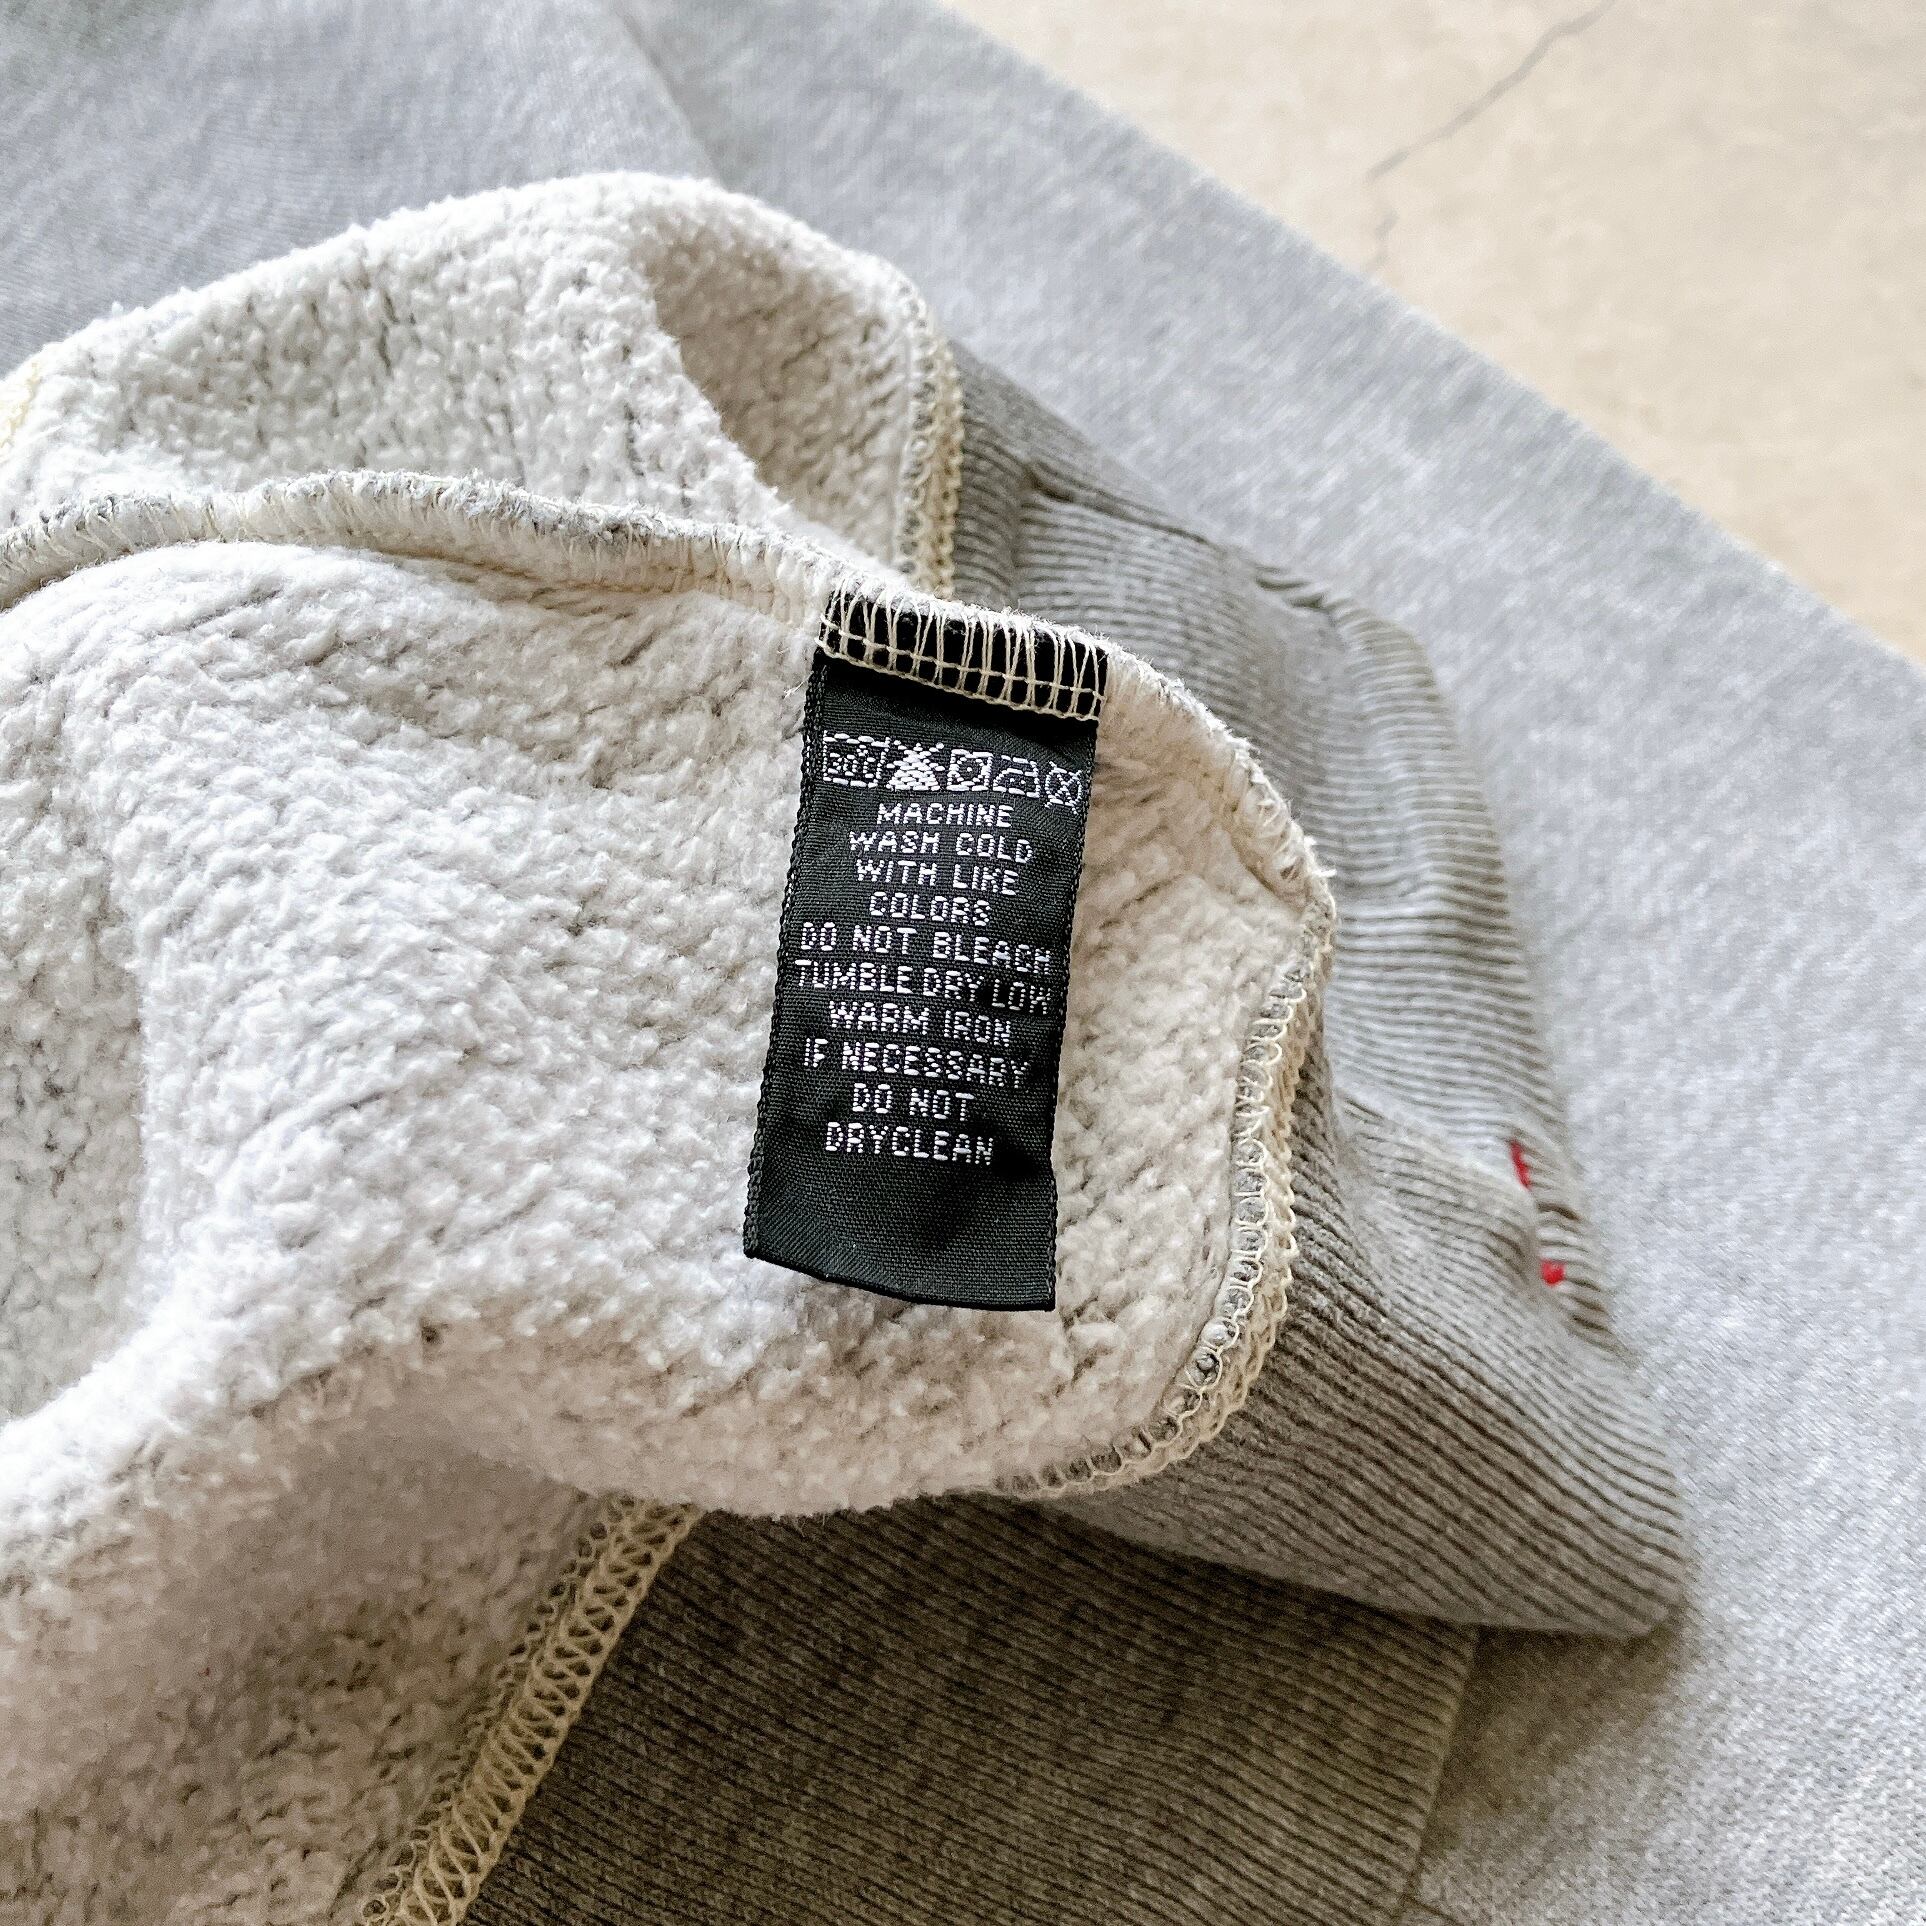 30°C
MACHINE
WASH COLD
WITH LIKE
COLORS
DO NOT BLEACH
TUMBLE DRY LOW
WARM IRON
IF NECESSARY
DO NOT
DRYCLEAN